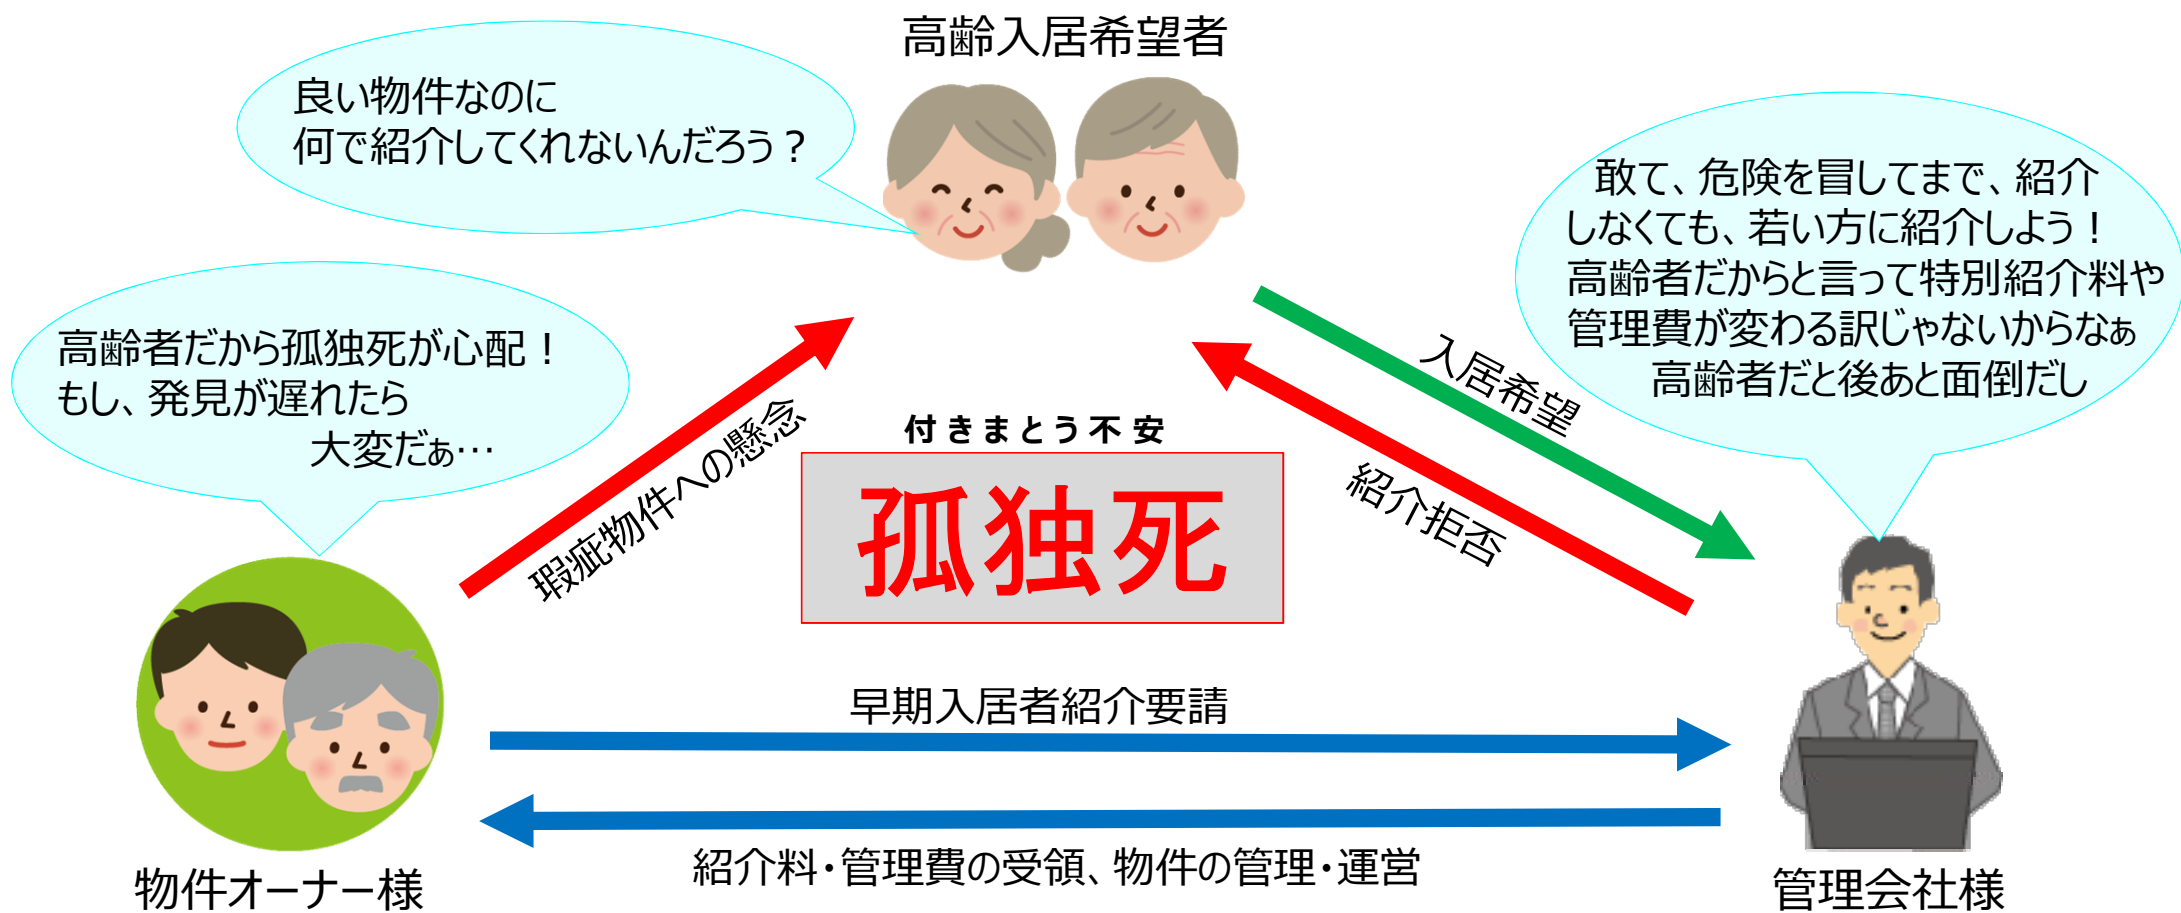 高齢入居希望者
良い物件なのに
何で紹介してくれないんだろう？
敢て、危険を冒してまで、紹介
しなくても、若い方に紹介しよう！
高齢者だからと言って特別紹介料や
管理費が変わる訳じゃないからなぁ
高齢者だと後あと面倒だし
高齢者だから孤独死が心配！
もし、発見が遅れたら
大変だぁ…
瑕疵物件への懸念
入居希望
紹介拒否
付きまとう不安
孤独死
早期入居者紹介要請
紹介料・管理費の受領、物件の管理・運営
物件オーナー様
管理会社様